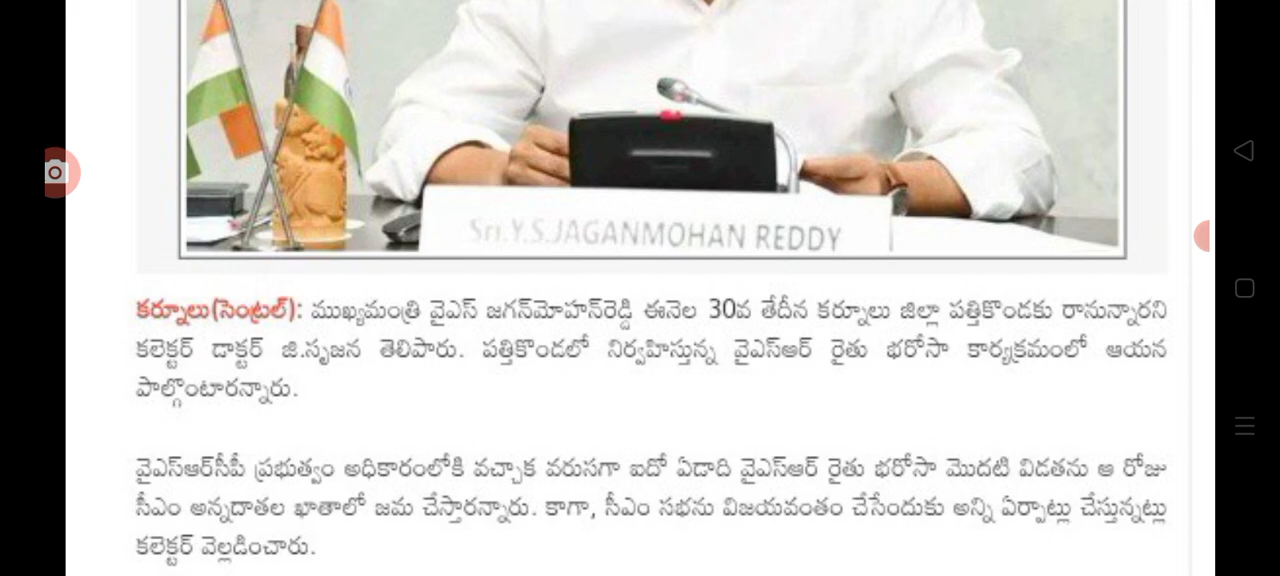 Sri.Y.S.JAGANMOHAN REDDY
కర్నూలు(సెంట్రల్): ముఖ్యమంత్రి వైఎస్ జగన్‌మోహన్‌రెడ్డి ఈనెల 30వ తేదీన కర్నూలు జిల్లా పత్తికొండకు రానున్నారని
కలెక్టర్ డాక్టర్ జి.సృజన తెలిపారు. పత్తికొండలో నిర్వహిస్తున్న వైఎస్ఆర్ రైతు భరోసా కార్యక్రమంలో ఆయన
పాల్గొంటారన్నారు.
వైఎస్ఆర్‌సీపీ ప్రభుత్వం అధికారంలోకి వచ్చాక వరుసగా ఐదో ఏడాది వైఎస్ఆర్ రైతు భరోసా మొదటి విడతను ఆ రోజు
సీఎం అన్నదాతల ఖాతాలో జమ చేస్తారన్నారు. కాగా, సీఎం సభను విజయవంతం చేసేందుకు అన్ని ఏర్పాట్లు చేస్తున్నట్లు
కలెక్టర్ వెల్లడించారు.